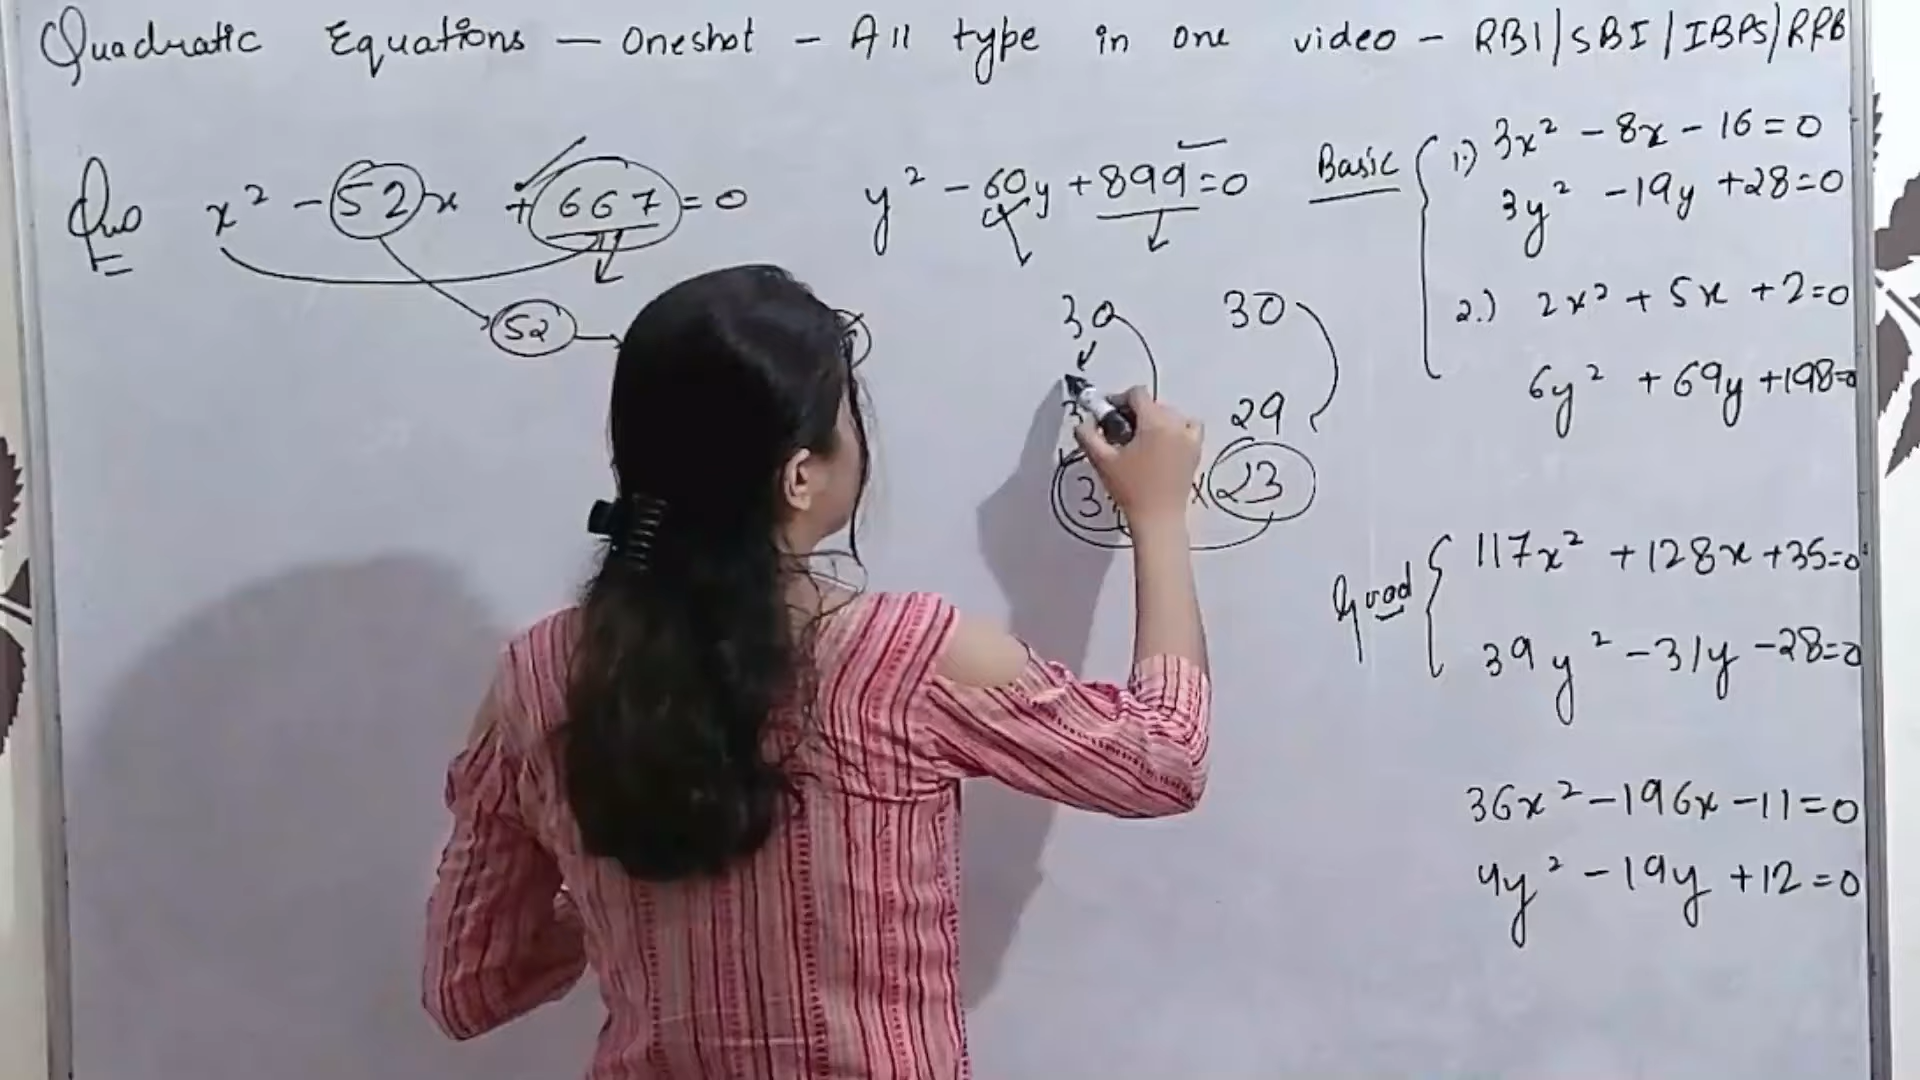 Quadratic Equations - Oneshot - All type in one video - RBI/SBI/IBPS/RRB
Quo x² - 52x + 667 = 0
52
y² - 60y + 899 = 0
30 30
29
x 23
Basic
1.) 3x² - 8x - 16 = 0
3y² - 19y + 28 = 0
2.) 2x² + 5x + 2 = 0
6y² + 69y + 198 = 0
117x² + 128x + 35 = 0
39y² - 31y - 28 = 0
36x² - 196x - 11 = 0
4y² - 19y + 12 = 0